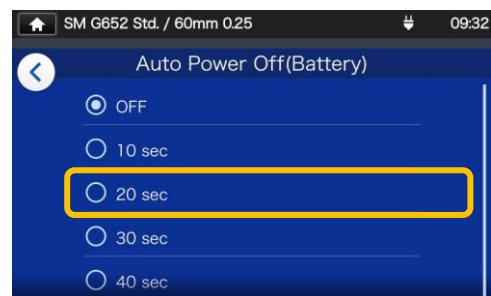 SM G652 Std. / 60mm 0.25 09:32
Auto Power Off(Battery)
OFF
10 sec
20 sec
30 sec
40 sec